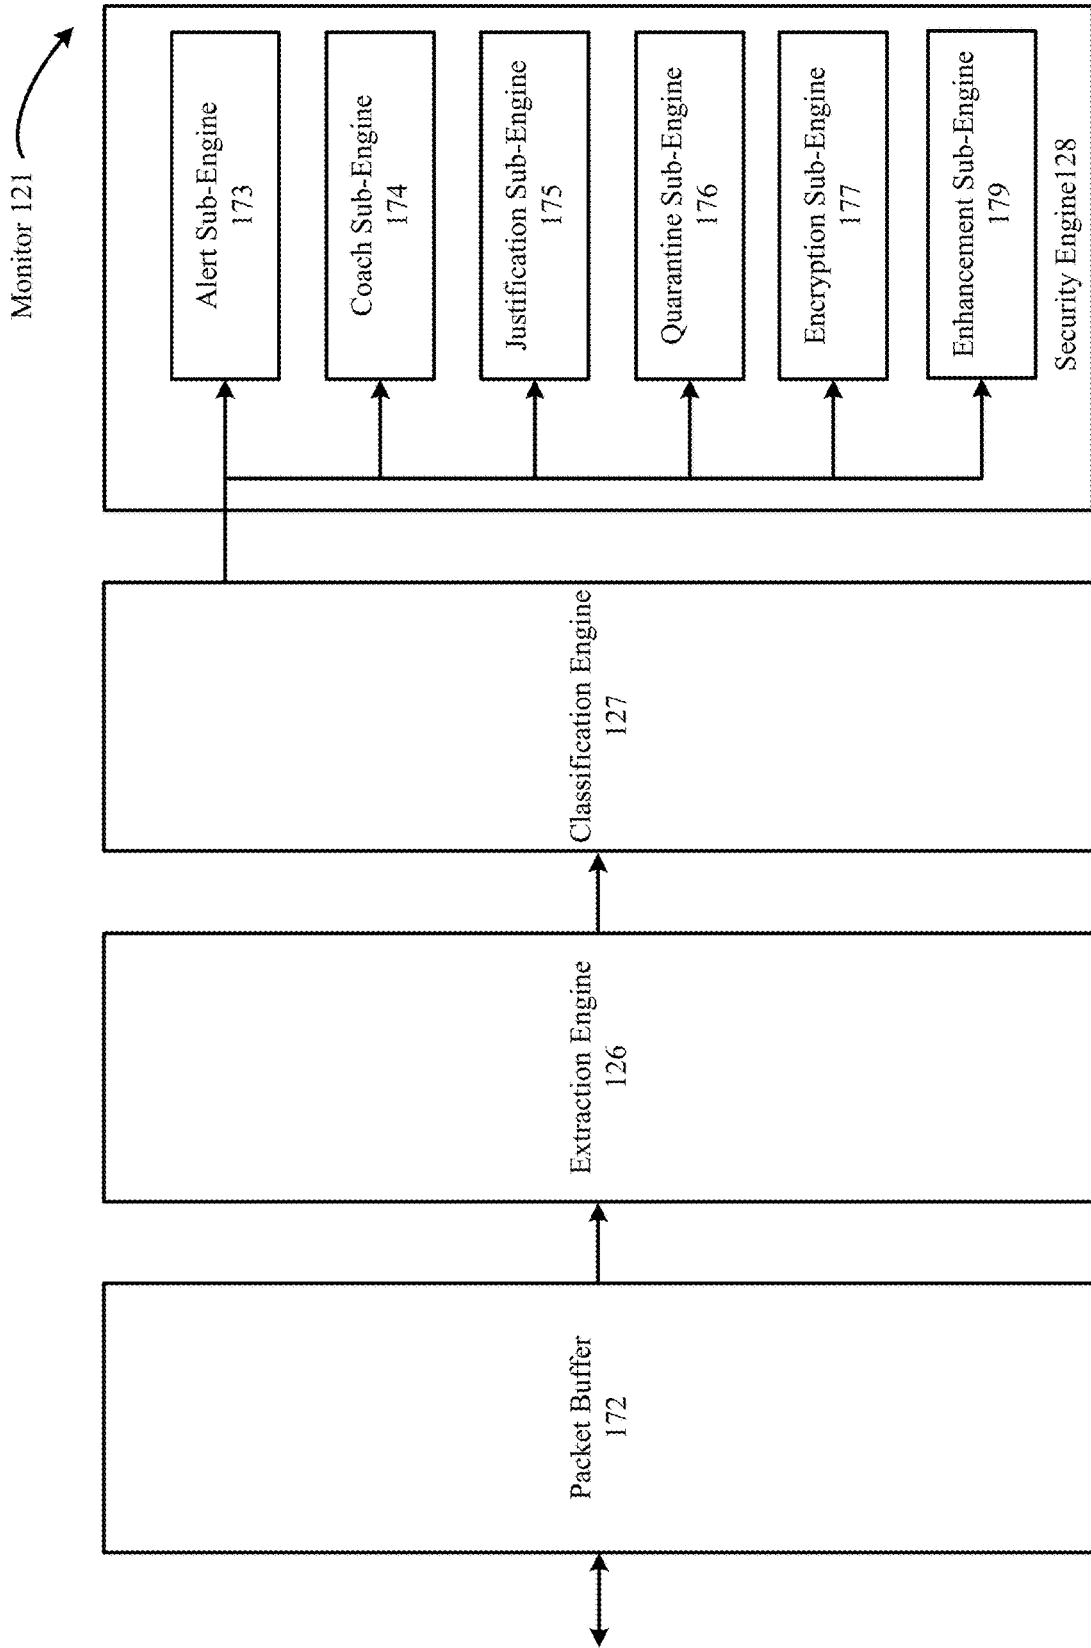 Monitor 121
Packet Buffer
172
Extraction Engine
126
Classification Engine
127
Alert Sub-Engine
173
Coach Sub-Engine
174
Justification Sub-Engine
175
Quarantine Sub-Engine
176
Encryption Sub-Engine
177
Enhancement Sub-Engine
179
Security Engine128